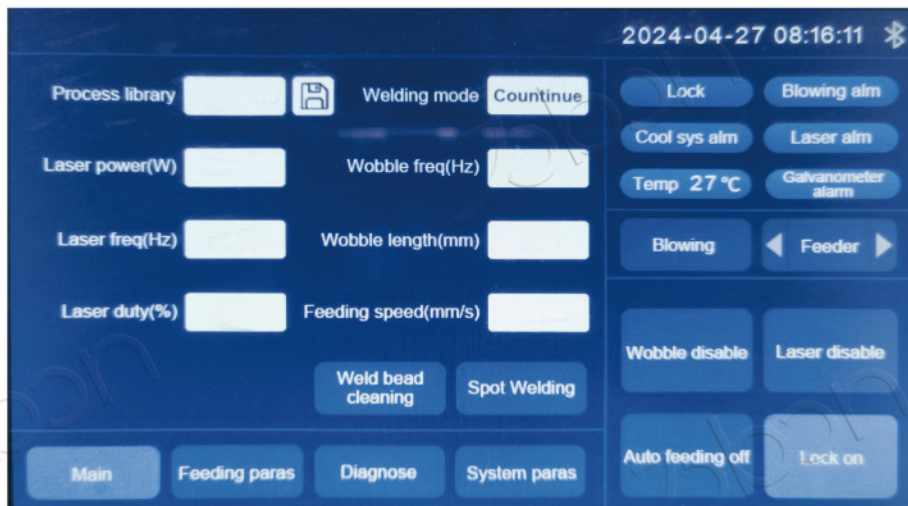 2024-04-27 08:16:11
Process library
Welding mode Countinue
Laser power(W)
Wobble freq(Hz)
Laser freq(Hz)
Wobble length(mm)
Laser duty(%)
Feeding speed(mm/s)
Weld bead
cleaning
Spot Welding
Main
Feeding paras
Diagnose
System paras
Lock
Blowing alm
Cool sys alm
Laser alm
Temp 27℃
Galvanometer
alarm
Blowing
Feeder
Wobble disable
Laser disable
Auto feeding off
Lock on